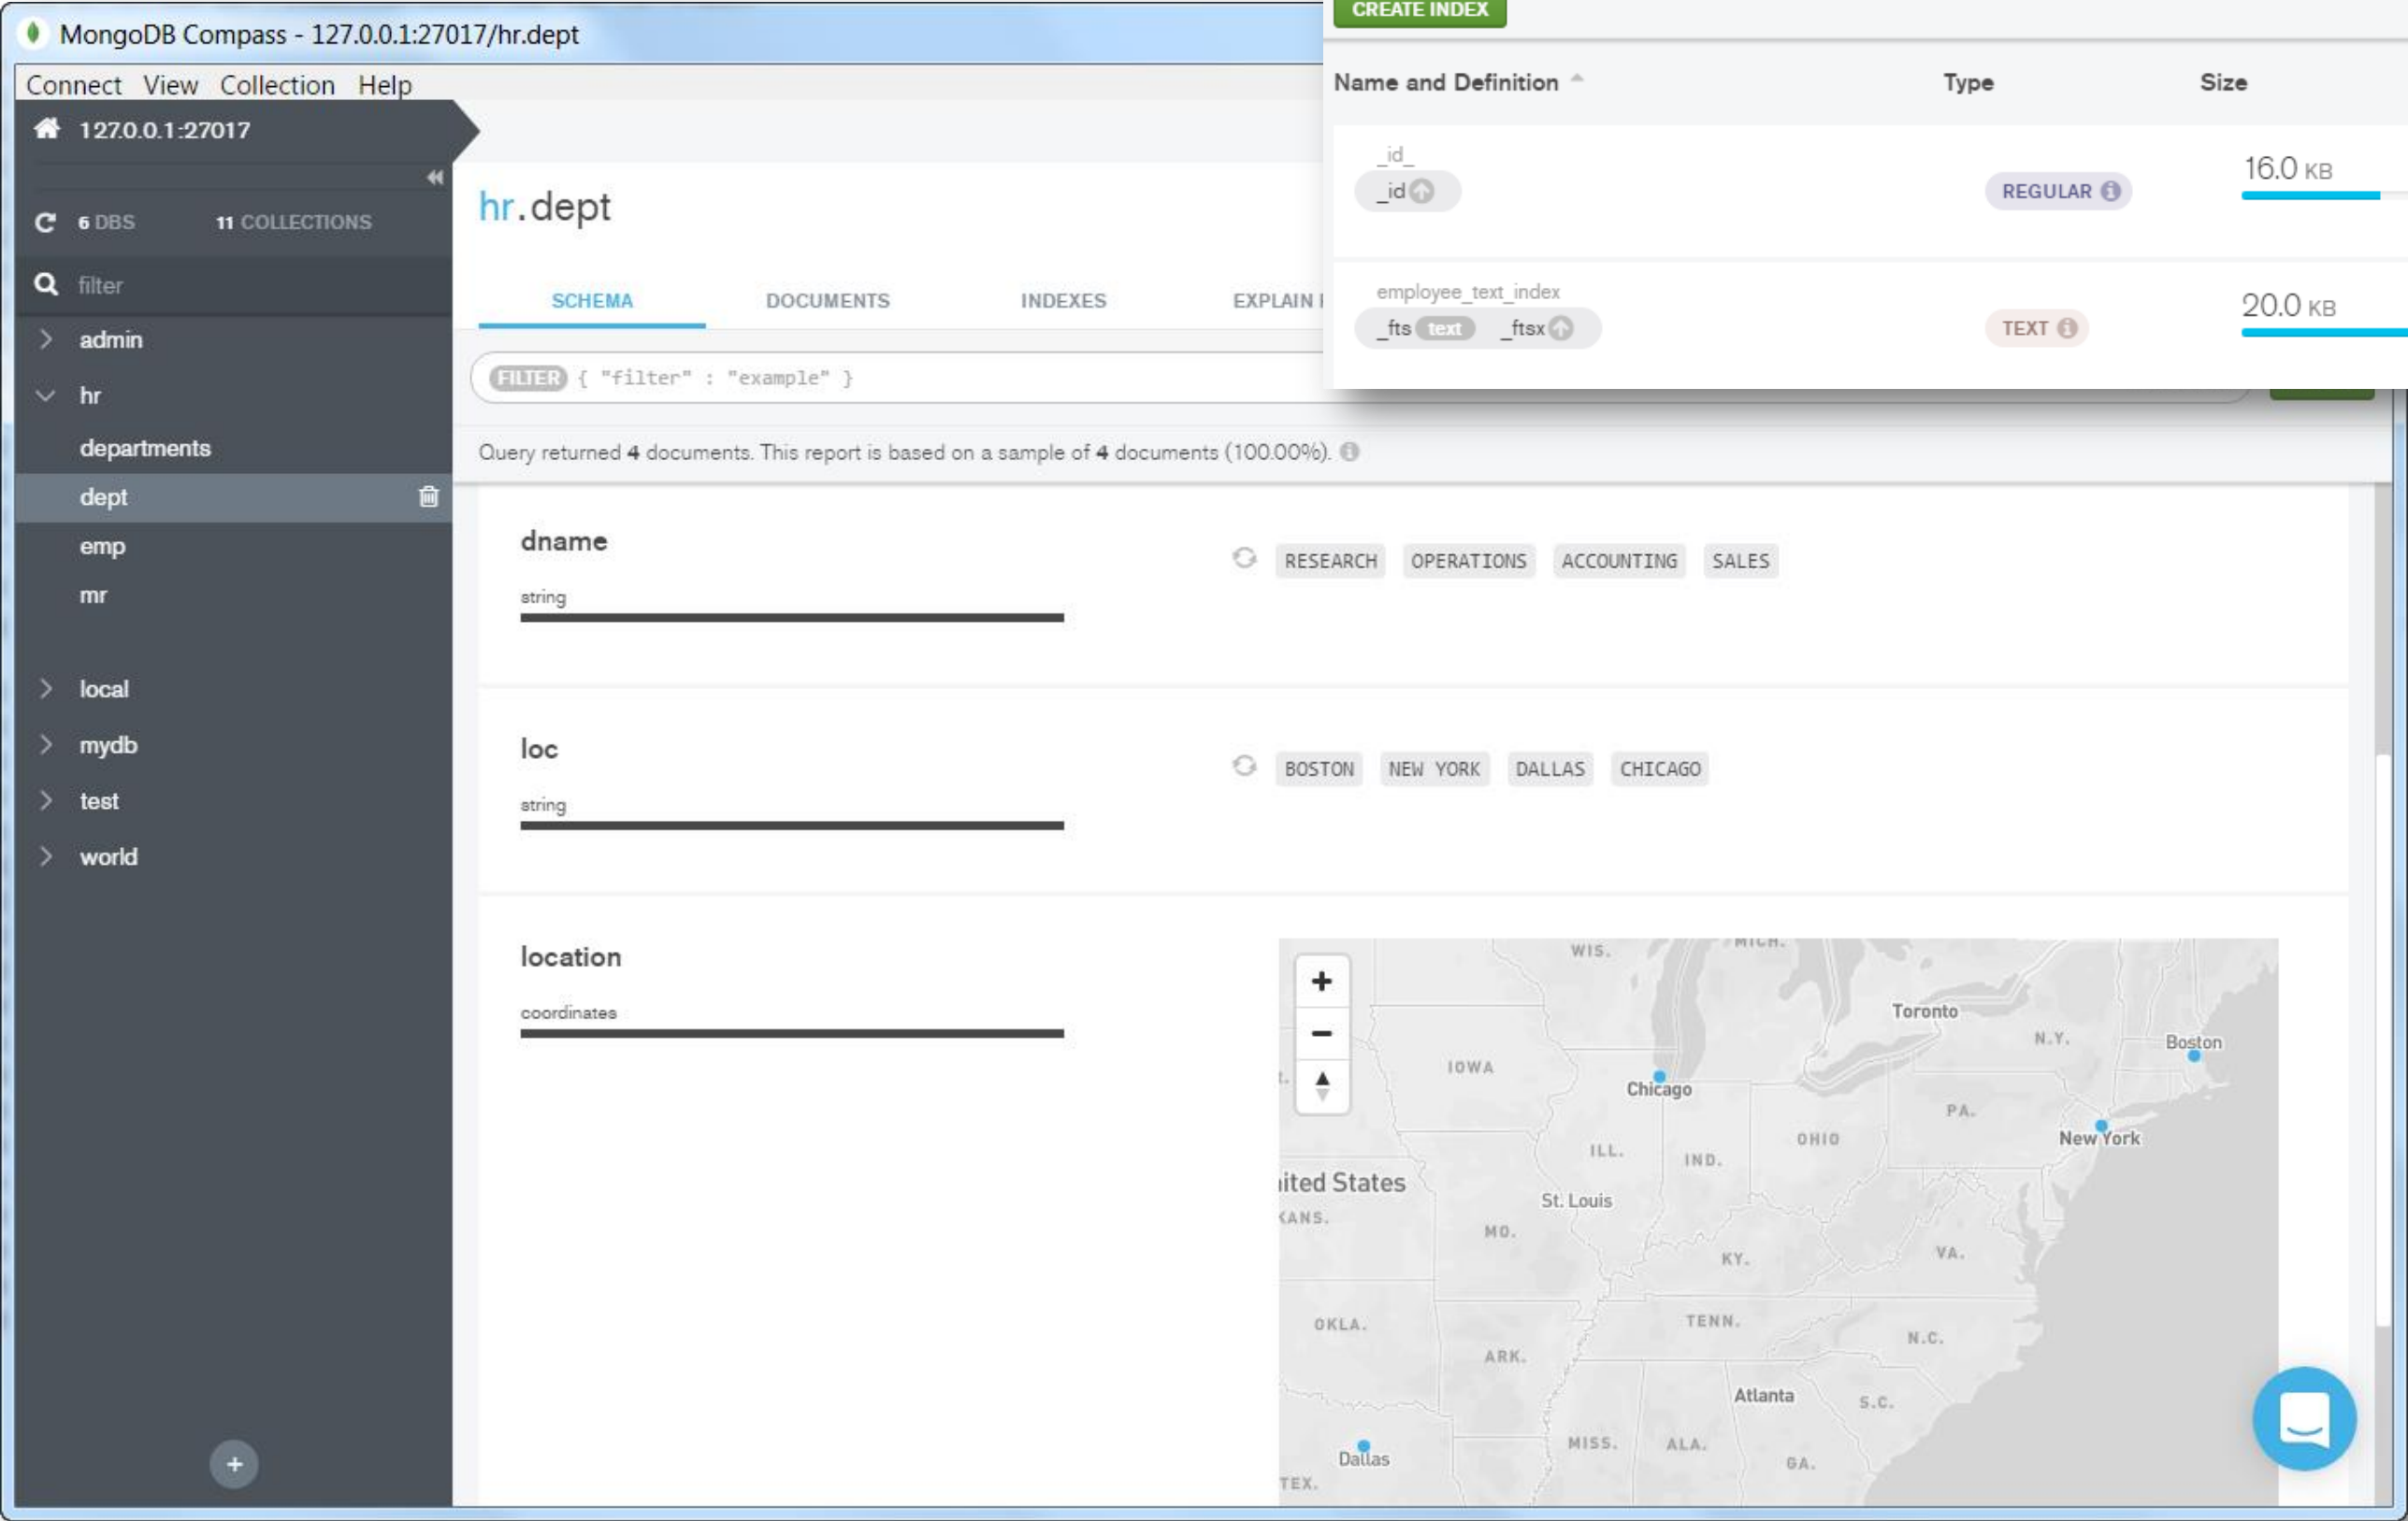 MongoDB Compass - 127.0.0.1:27017/hr.dept
Connect View Collection Help
127.0.0.1:27017
6 DBS 11 COLLECTIONS
filter
admin
hr
departments
dept
emp
mr
local
mydb
test
world
+
hr.dept
SCHEMA DOCUMENTS INDEXES EXPLAIN
FILTER { "filter" : "example" }
Query returned 4 documents. This report is based on a sample of 4 documents (100.00%).
CREATE INDEX
Name and Definition Type Size
_id_
_id REGULAR 16.0 KB
employee_text_index
_fts text _ftsx TEXT 20.0 KB
dname
string
RESEARCH OPERATIONS ACCOUNTING SALES
loc
string
BOSTON NEW YORK DALLAS CHICAGO
location
coordinates
+
−
WIS. MICH.
Toronto
N.Y.
Boston
IOWA
Chicago
PA.
New York
OHIO
ILL.
IND.
ited States
St. Louis
KANS.
MO.
KY.
VA.
OKLA.
TENN.
N.C.
ARK.
Atlanta
S.C.
MISS. ALA.
Dallas
GA.
TEX.